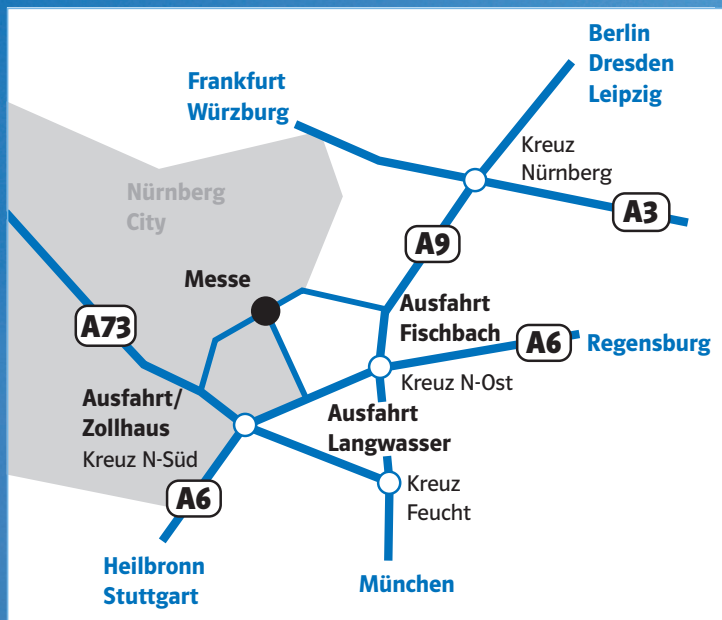 Berlin
Dresden
Leipzig
Frankfurt
Würzburg
Kreuz
Nürnberg
Nürnberg
City
A3
A9
Messe
Ausfahrt
Fischbach
A73
A6
Regensburg
Kreuz N-Ost
Ausfahrt/
Zollhaus
Kreuz N-Süd
Ausfahrt
Langwasser
A6
Kreuz
Feucht
Heilbronn
Stuttgart
München